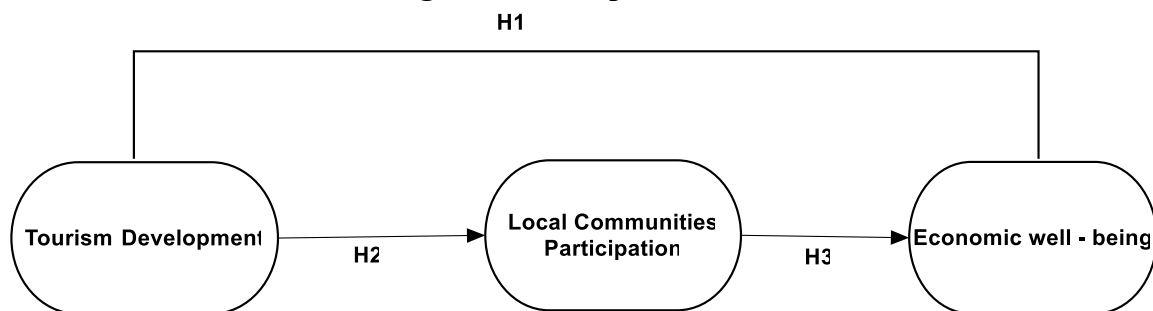 H1
Tourism Development
Local Communities
Participation
Economic well - being
H2
H3